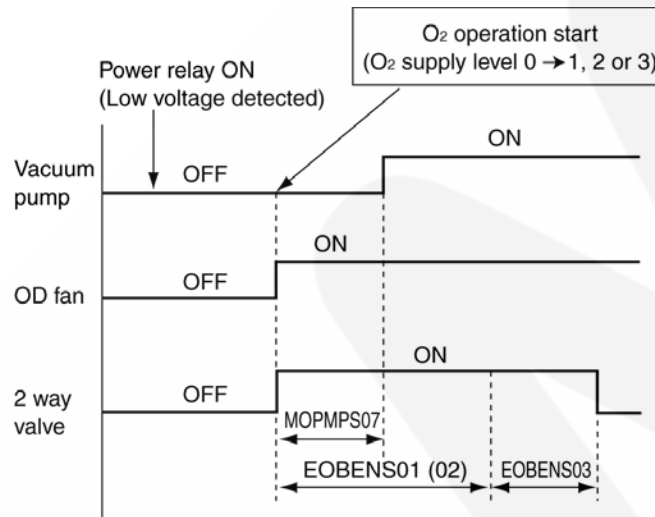 O₂ operation start
(O₂ supply level 0 → 1, 2 or 3)
Power relay ON
(Low voltage detected)
Vacuum
pump
OFF
ON
OD fan
OFF
ON
2 way
valve
OFF
ON
MOPMPS07
EOBENS01 (02)
EOBENS03